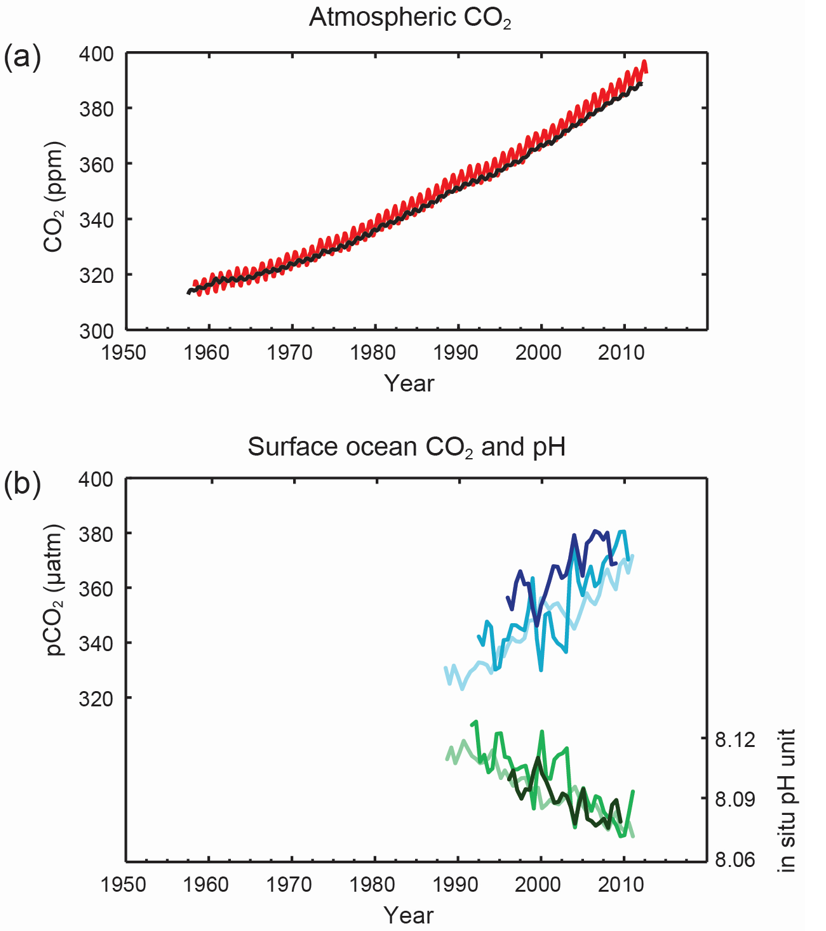 Atmospheric CO₂
(a)
400
380
360
340
320
300
CO₂ (ppm)
1950 1960 1970 1980 1990 2000 2010
Year
Surface ocean CO₂ and pH
(b)
400
380
360
340
320
pCO₂ (µatm)
8.12
8.09
8.06
in situ pH unit
1950 1960 1970 1980 1990 2000 2010
Year